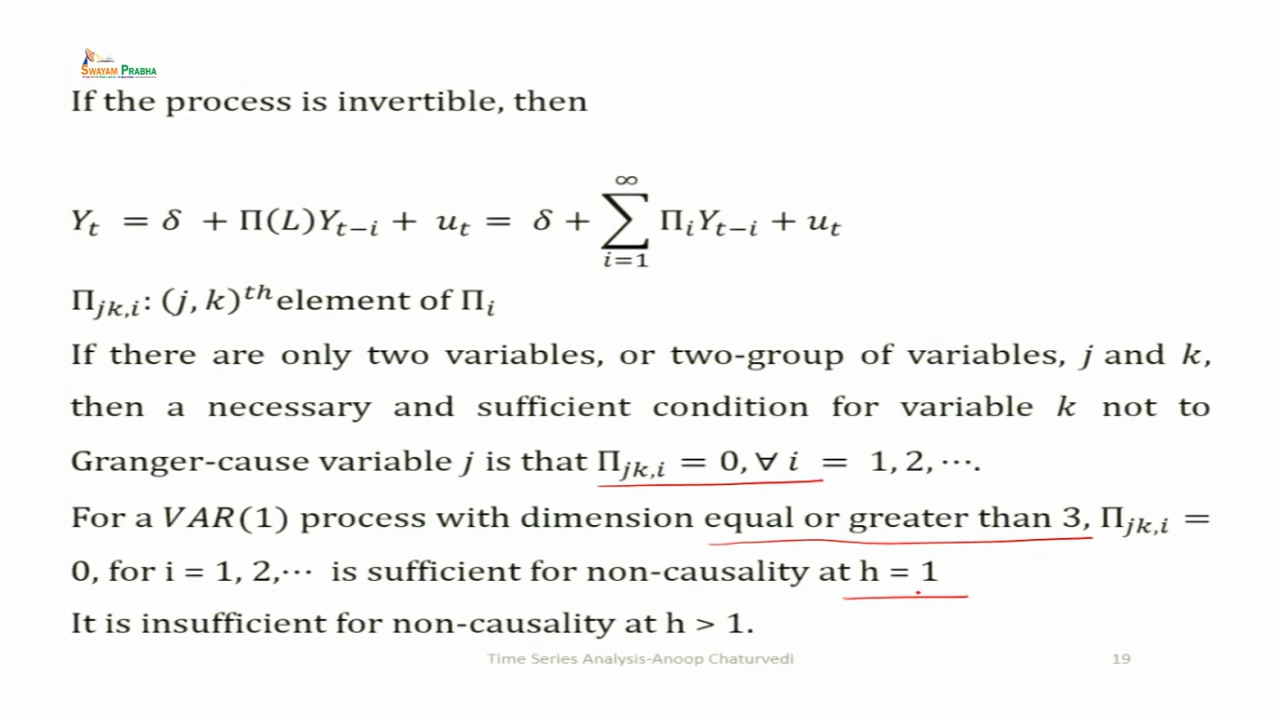 SWAYAM PRABHA
If the process is invertible, then
Y_t = δ + Π(L)Y_{t−i} + u_t = δ + ∑_{i=1}^{∞} Π_i Y_{t−i} + u_t
Π_{jk,i}: (j, k)^{th} element of Π_i
If there are only two variables, or two-group of variables, j and k,
then a necessary and sufficient condition for variable k not to
Granger-cause variable j is that Π_{jk,i} = 0, ∀ i = 1, 2, ⋯.
For a VAR(1) process with dimension equal or greater than 3, Π_{jk,i} =
0, for i = 1, 2,⋯ is sufficient for non-causality at h = 1
It is insufficient for non-causality at h > 1.
Time Series Analysis-Anoop Chaturvedi 19